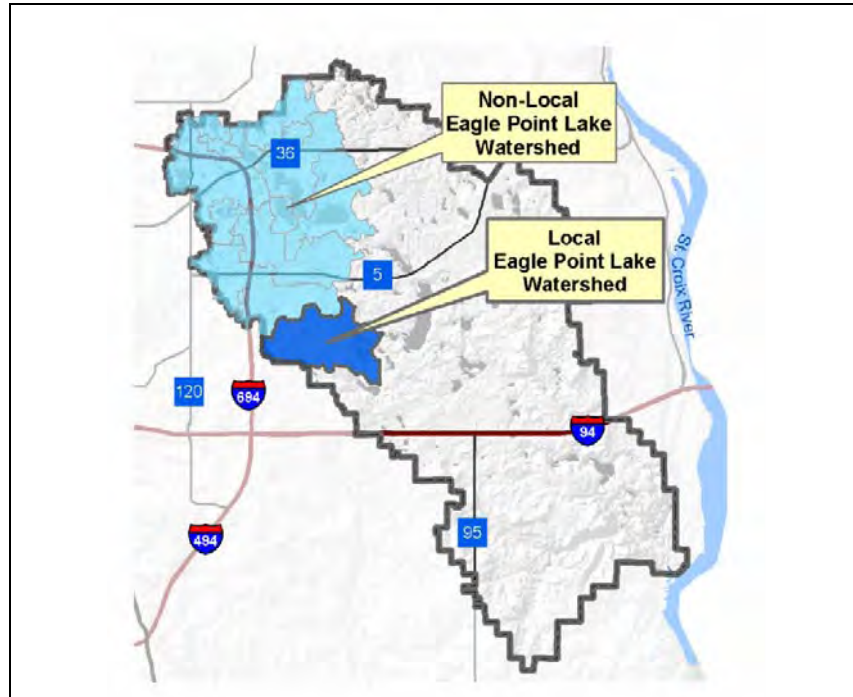 Non-Local
Eagle Point Lake
Watershed
36
Local
Eagle Point Lake
Watershed
5
St. Croix River
120
694
94
494
95